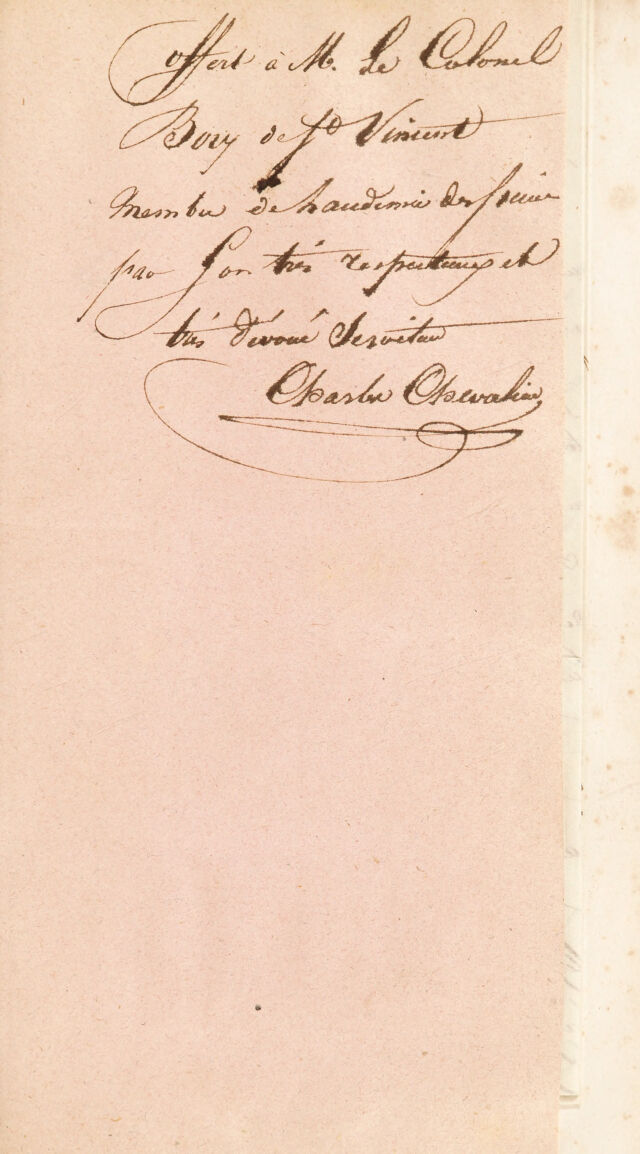 offert à M. Le Colonel
Bory de St Vincent
Membre de l'académie des sciences
par Son très respectueux et
très dévoué Serviteur
Charles Chevalier